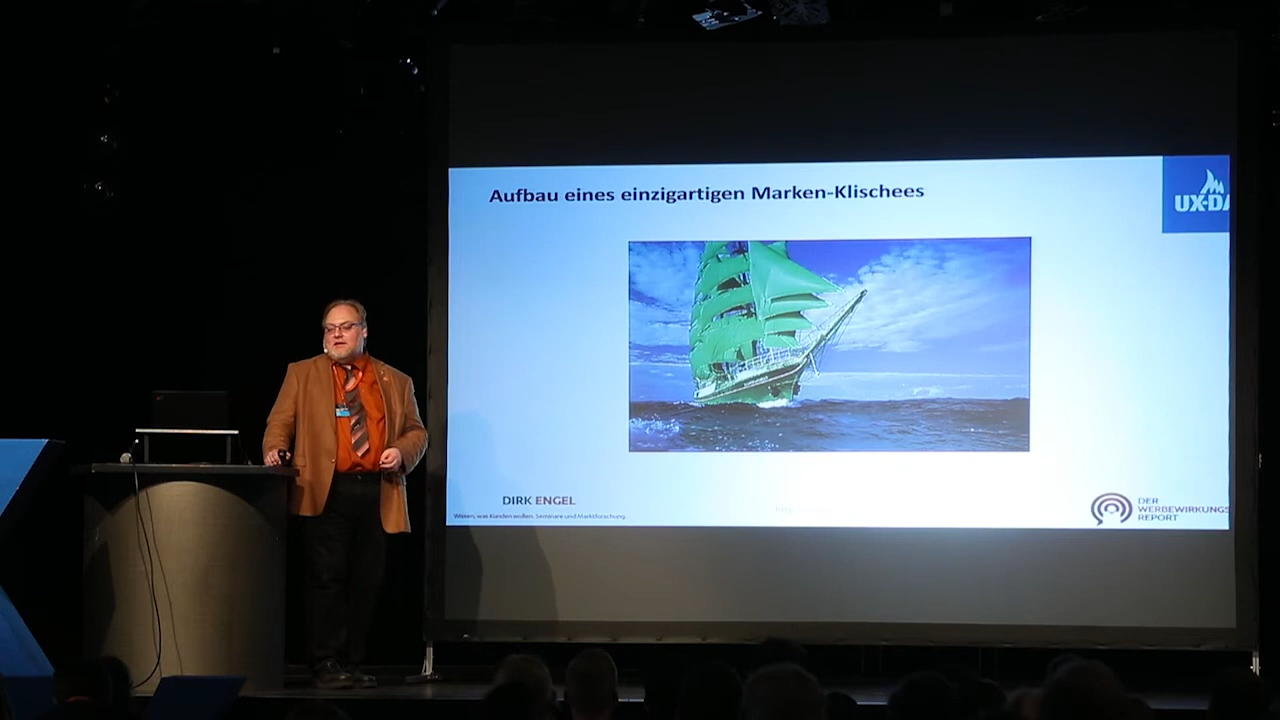 Aufbau eines einzigartigen Marken-Klischees
UX-DA
DIRK ENGEL
Wissen, was Kunden wollen. Seminare und Marktforschung.
DER
WERBEWIRKUNGS
REPORT